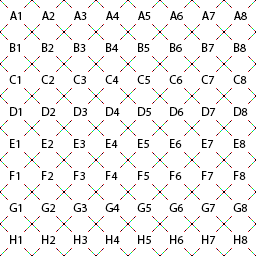 A1 A2 A3 A4 A5 A6 A7 A8
B1 B2 B3 B4 B5 B6 B7 B8
C1 C2 C3 C4 C5 C6 C7 C8
D1 D2 D3 D4 D5 D6 D7 D8
E1 E2 E3 E4 E5 E6 E7 E8
F1 F2 F3 F4 F5 F6 F7 F8
G1 G2 G3 G4 G5 G6 G7 G8
H1 H2 H3 H4 H5 H6 H7 H8